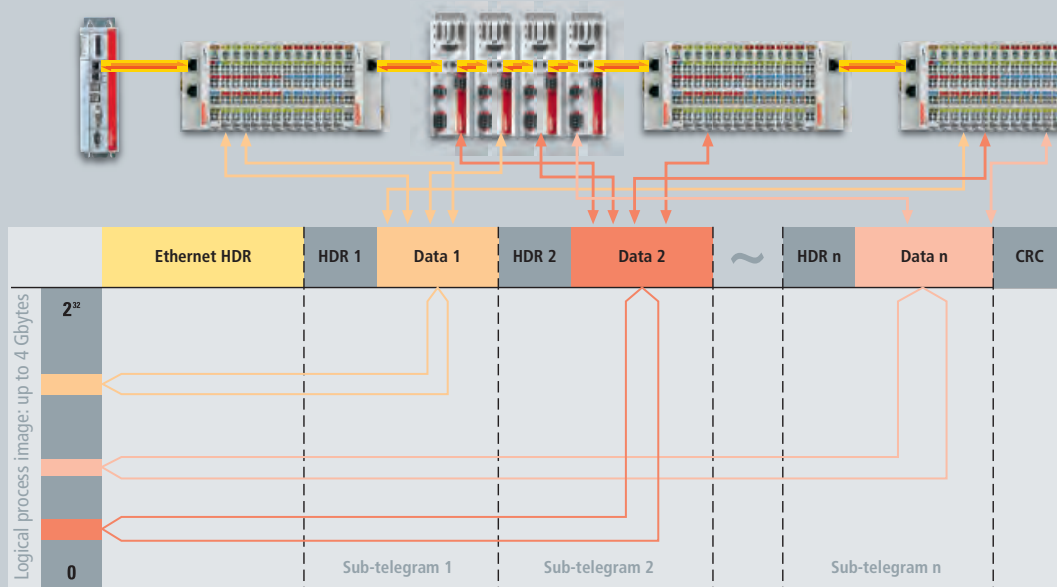 Ethernet HDR
HDR 1
Data 1
HDR 2
Data 2
~
HDR n
Data n
CRC
Logical process image: up to 4 Gbytes
2³²
0
Sub-telegram 1
Sub-telegram 2
Sub-telegram n